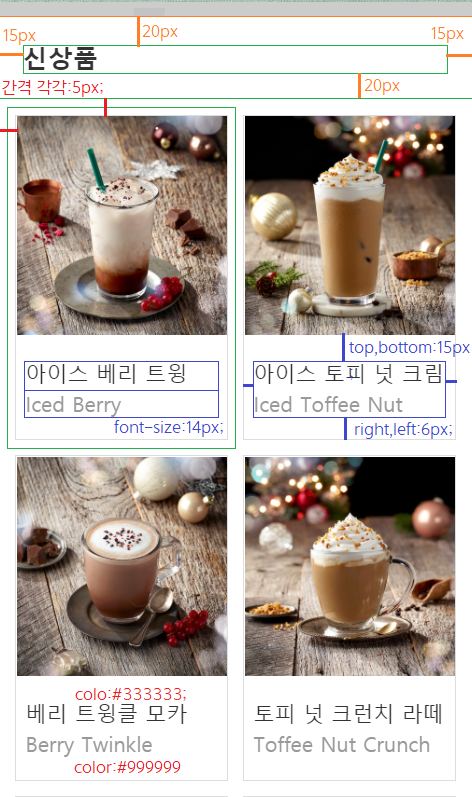 15px
20px
15px
신상품
20px
간격 각각:5px;
top,bottom:15px
아이스 베리 트윙
아이스 토피 넛 크림
Iced Berry
Iced Toffee Nut
font-size:14px;
right,left:6px;
colo:#333333;
베리 트윙클 모카
토피 넛 크런치 라떼
Berry Twinkle
Toffee Nut Crunch
color:#999999